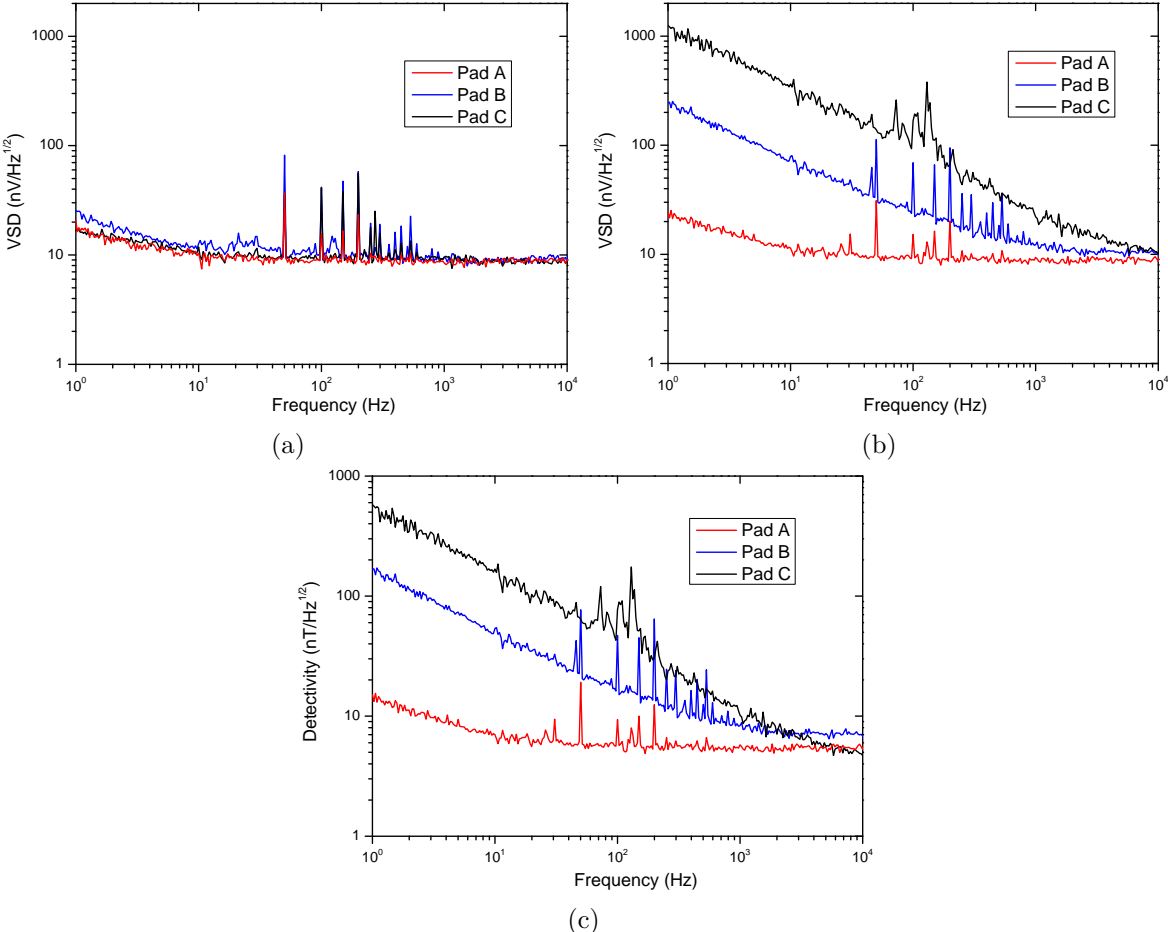 1000
100
10
1
VSD (nV/Hz^1/2)
Pad A
Pad B
Pad C
10^0
10^1
10^2
10^3
10^4
Frequency (Hz)
(a)
1000
100
10
1
VSD (nV/Hz^1/2)
Pad A
Pad B
Pad C
10^0
10^1
10^2
10^3
10^4
Frequency (Hz)
(b)
1000
100
10
1
Detectivity (nT/Hz^1/2)
Pad A
Pad B
Pad C
10^0
10^1
10^2
10^3
10^4
Frequency (Hz)
(c)